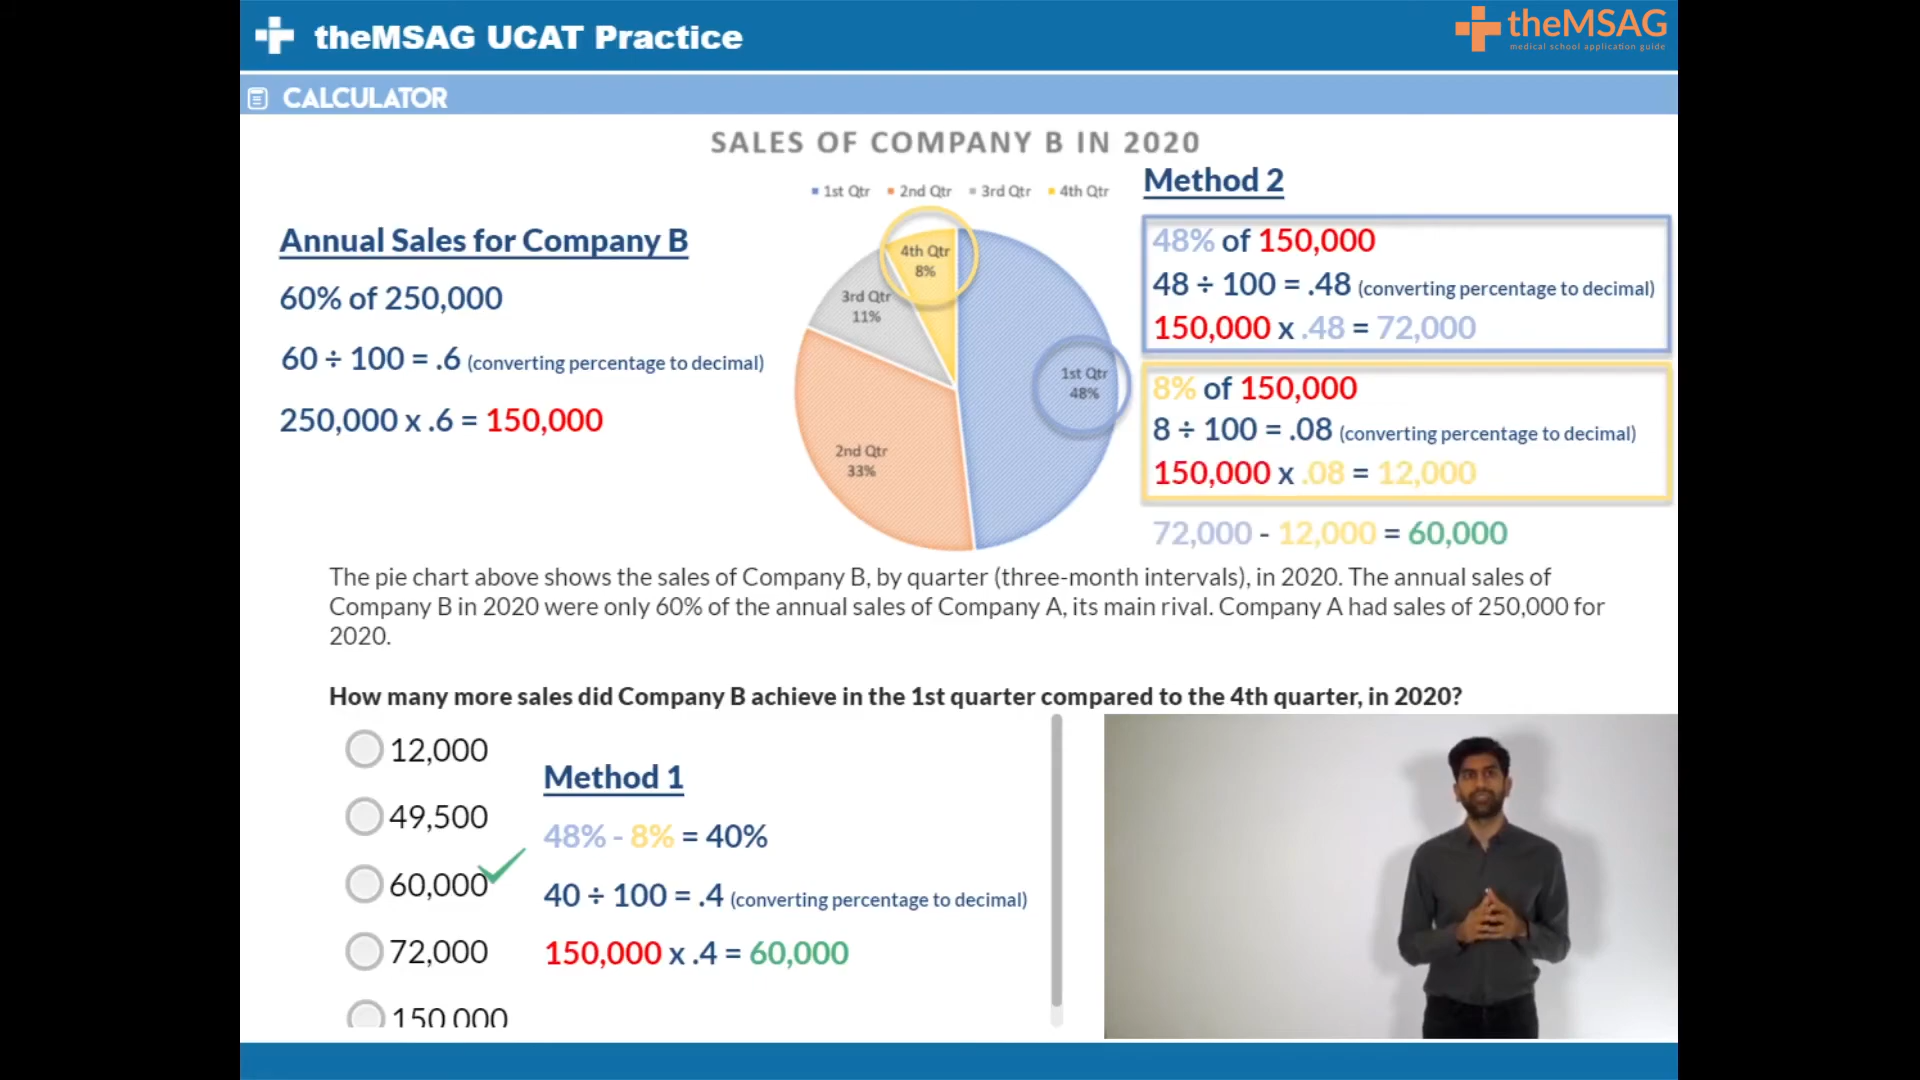 theMSAG UCAT Practice
theMSAG
medical school application guide
CALCULATOR
SALES OF COMPANY B IN 2020
1st Qtr 2nd Qtr 3rd Qtr 4th Qtr
Annual Sales for Company B
60% of 250,000
60 ÷ 100 = .6 (converting percentage to decimal)
250,000 x .6 = 150,000
4th Qtr
8%
3rd Qtr
11%
1st Qtr
48%
2nd Qtr
33%
Method 2
48% of 150,000
48 ÷ 100 = .48 (converting percentage to decimal)
150,000 x .48 = 72,000
8% of 150,000
8 ÷ 100 = .08 (converting percentage to decimal)
150,000 x .08 = 12,000
72,000 - 12,000 = 60,000
The pie chart above shows the sales of Company B, by quarter (three-month intervals), in 2020. The annual sales of
Company B in 2020 were only 60% of the annual sales of Company A, its main rival. Company A had sales of 250,000 for
2020.
How many more sales did Company B achieve in the 1st quarter compared to the 4th quarter, in 2020?
12,000
49,500
60,000
72,000
150,000
Method 1
48% - 8% = 40%
40 ÷ 100 = .4 (converting percentage to decimal)
150,000 x .4 = 60,000